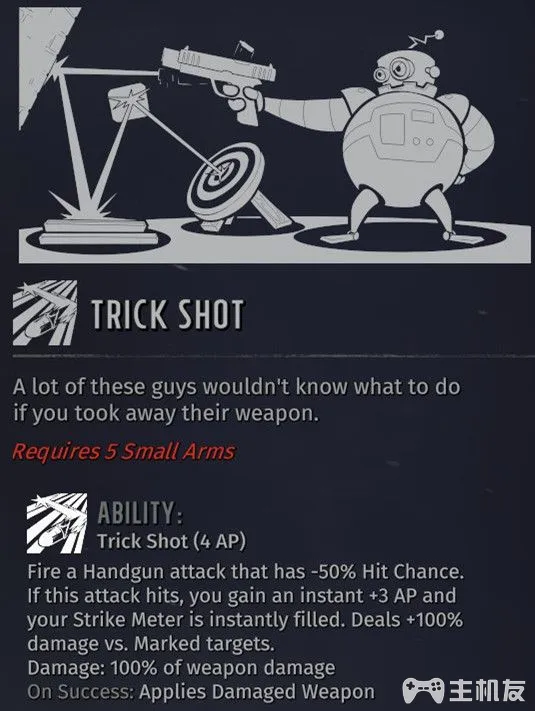 TRICK SHOT
A lot of these guys wouldn't know what to do
if you took away their weapon.
Requires 5 Small Arms
ABILITY:
Trick Shot (4 AP)
Fire a Handgun attack that has -50% Hit Chance.
If this attack hits, you gain an instant +3 AP and
your Strike Meter is instantly filled. Deals +100%
damage vs. Marked targets.
Damage: 100% of weapon damage
On Success: Applies Damaged Weapon
主机友